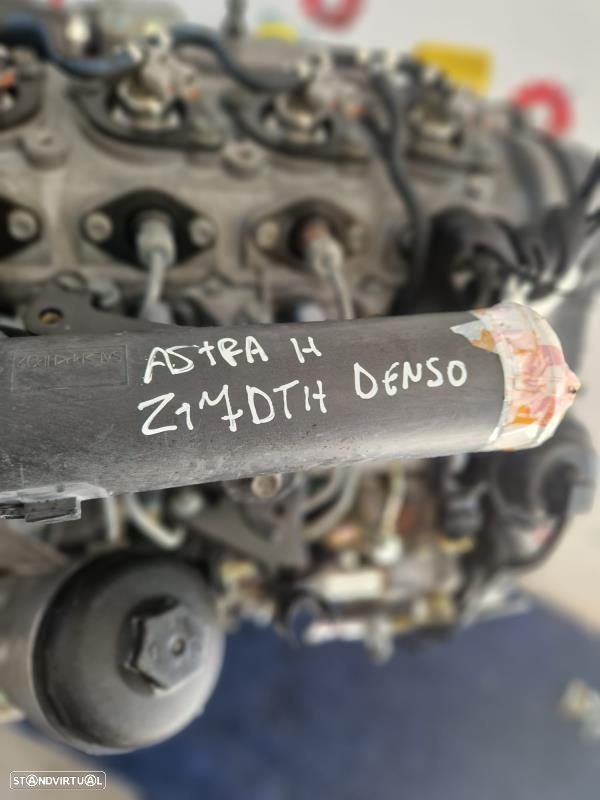 ASTRA H
Z17DTH DENSO
STANDVIRTUAL